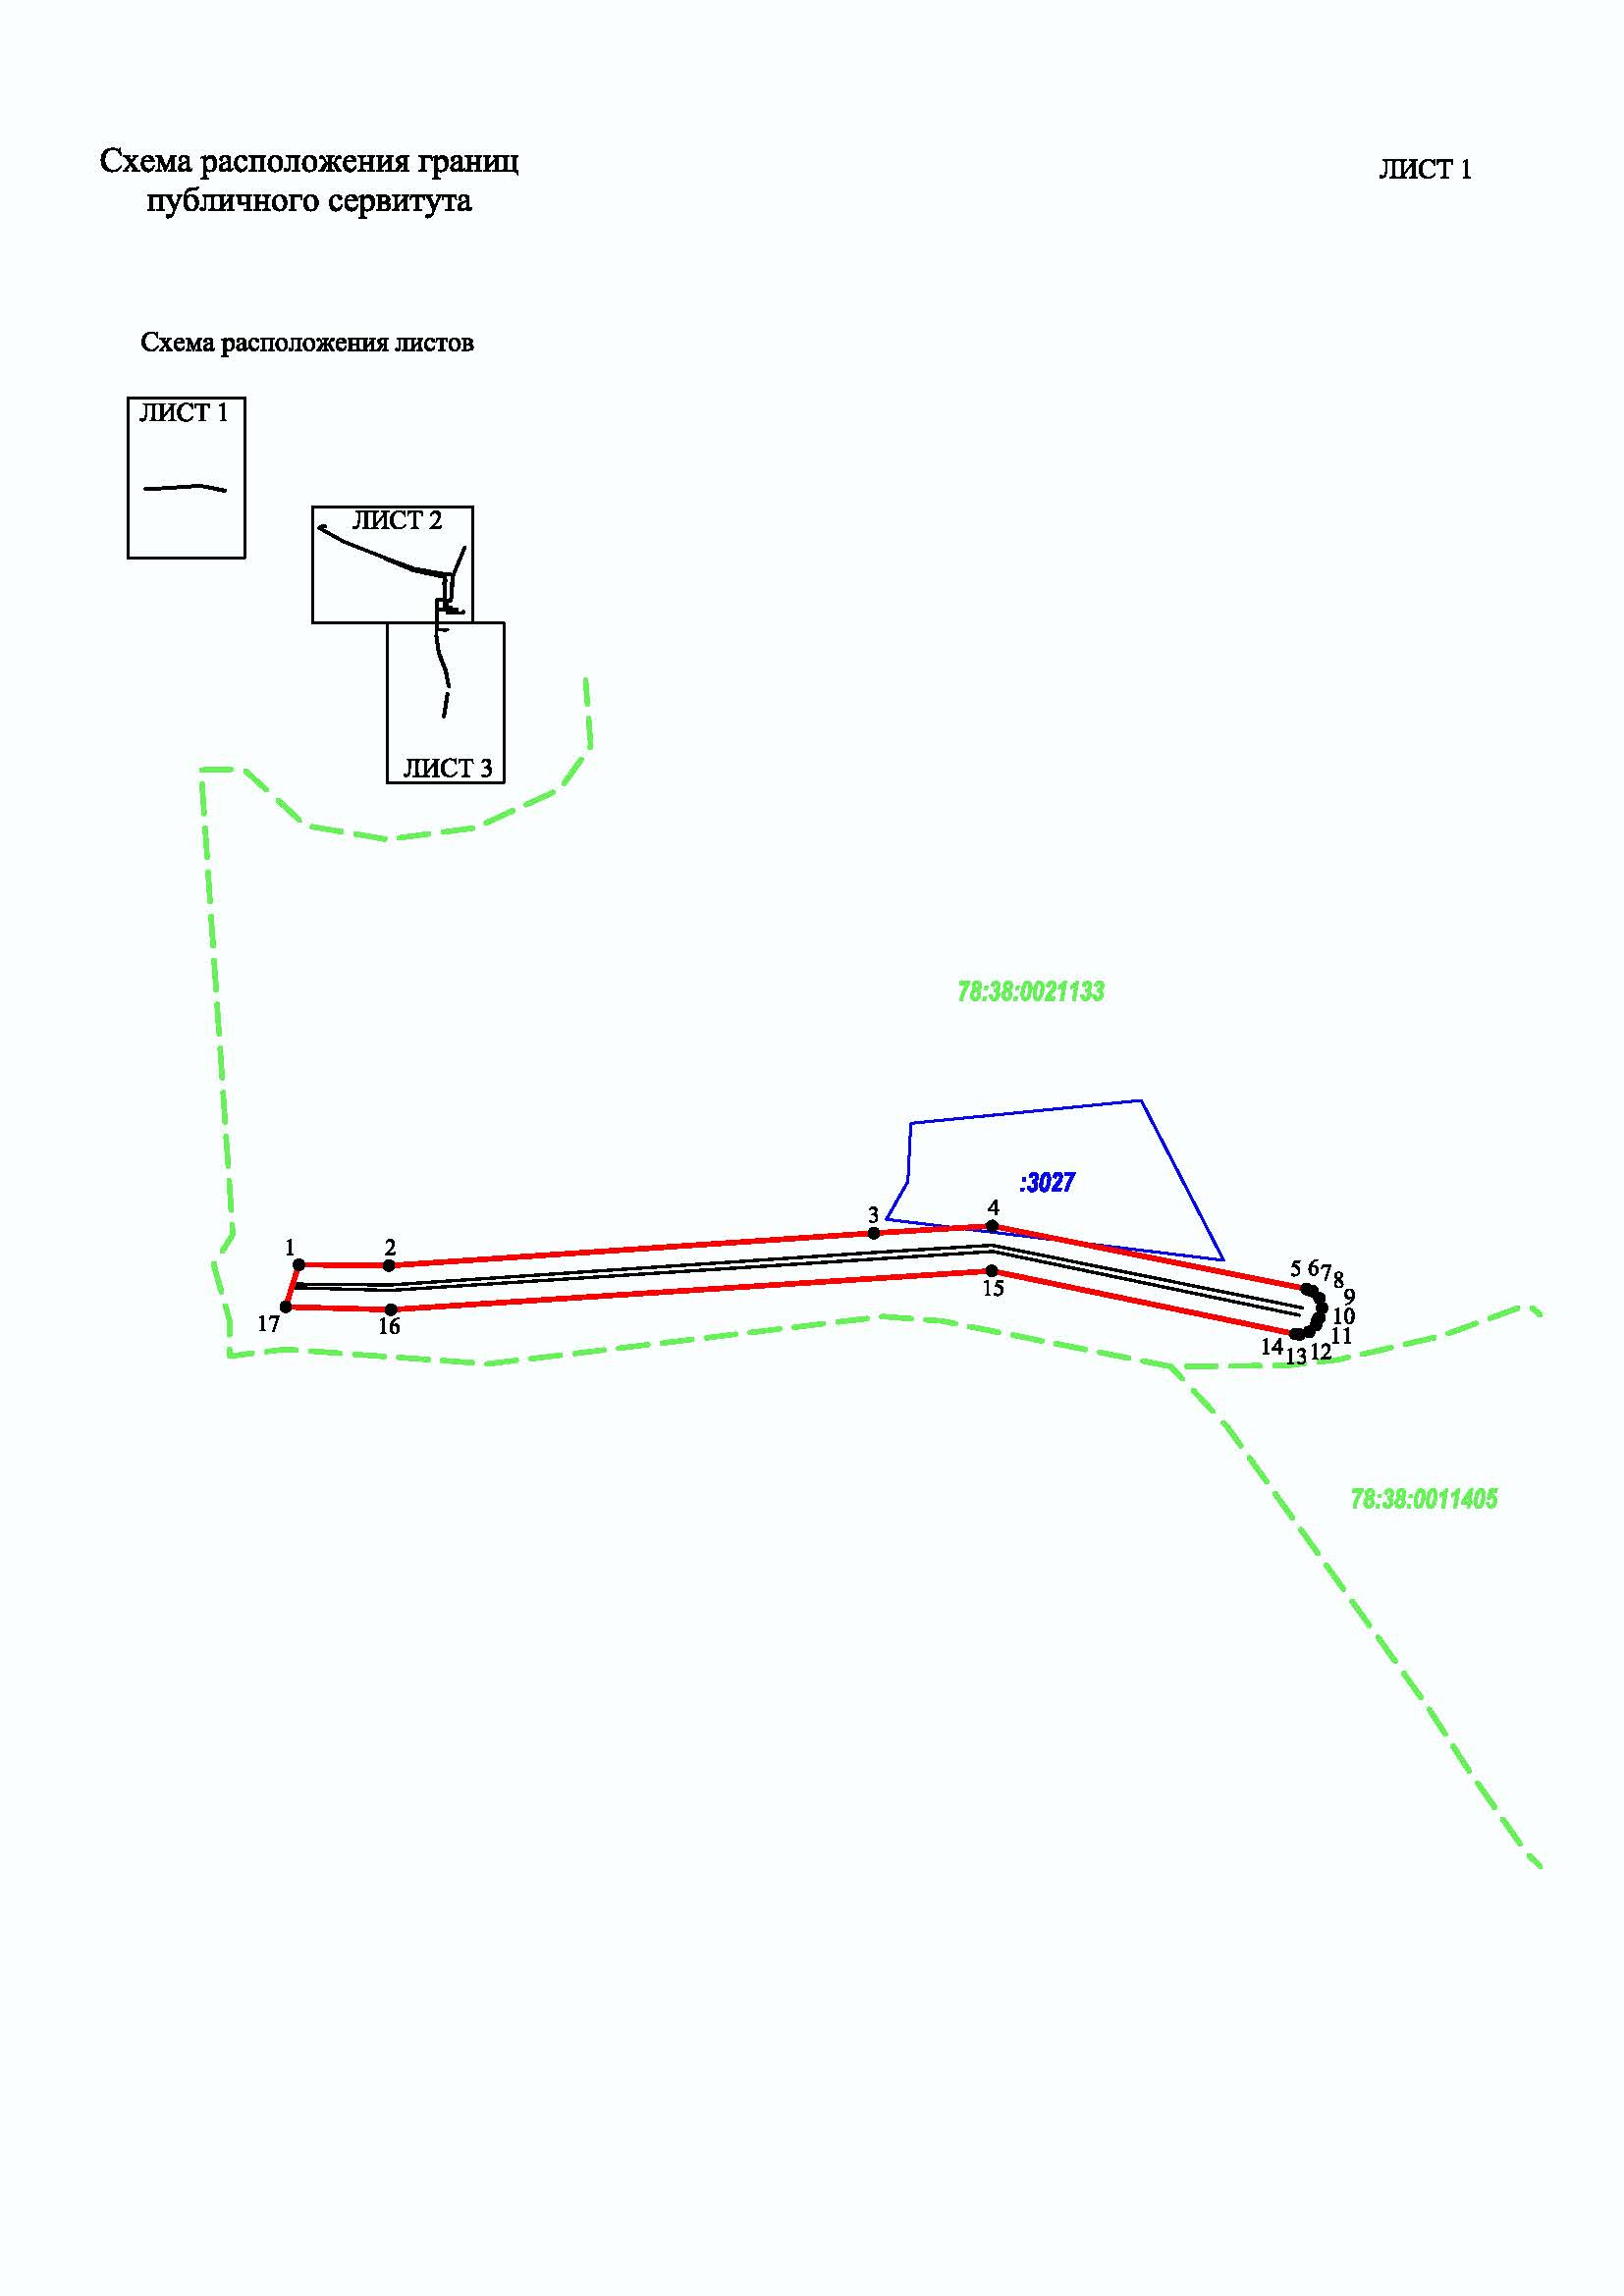 Схема расположения границ
публичного сервитута
ЛИСТ 1
Схема расположения листов
ЛИСТ 1
ЛИСТ 2
ЛИСТ 3
78:38:0021133
:3027
1
2
3
4
5
6
7
8
9
10
11
12
13
14
15
16
17
78:38:0011405